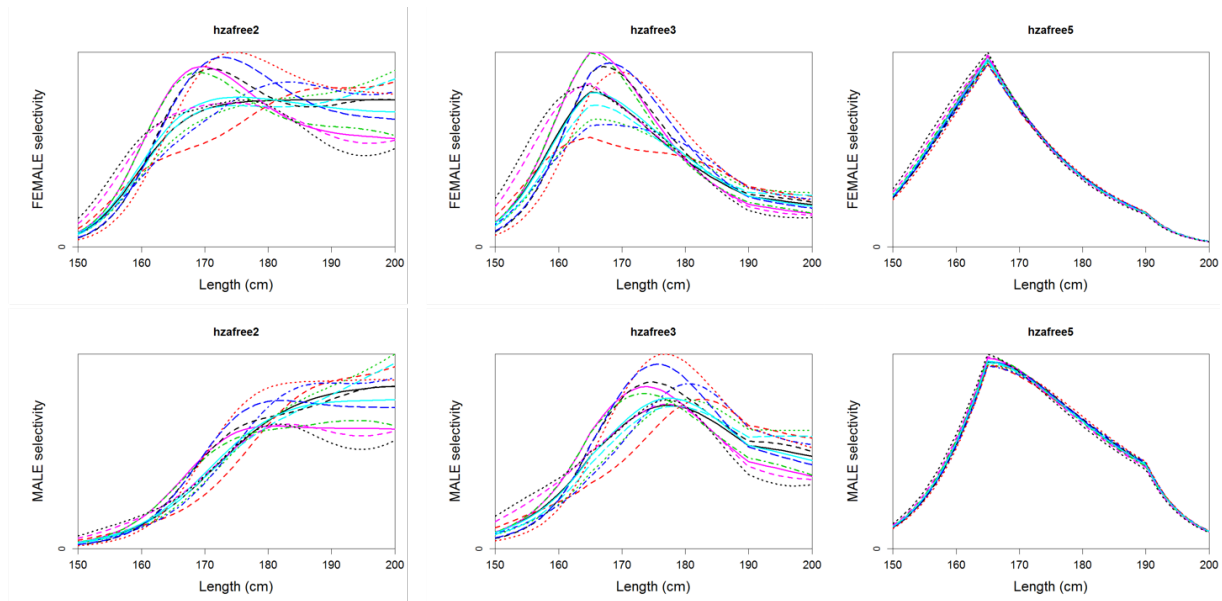 hzafree2
FEMALE selectivity
0
150 160 170 180 190 200
Length (cm)
hzafree3
FEMALE selectivity
0
150 160 170 180 190 200
Length (cm)
hzafree5
FEMALE selectivity
0
150 160 170 180 190 200
Length (cm)
hzafree2
MALE selectivity
0
150 160 170 180 190 200
Length (cm)
hzafree3
MALE selectivity
0
150 160 170 180 190 200
Length (cm)
hzafree5
MALE selectivity
0
150 160 170 180 190 200
Length (cm)